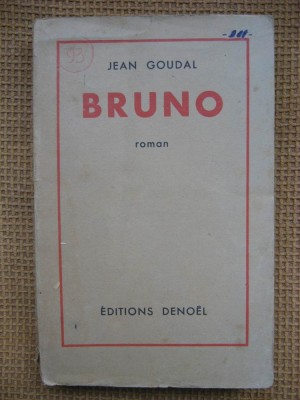 JEAN GOUDAL
BRUNO
roman
ÉDITIONS DENOËL